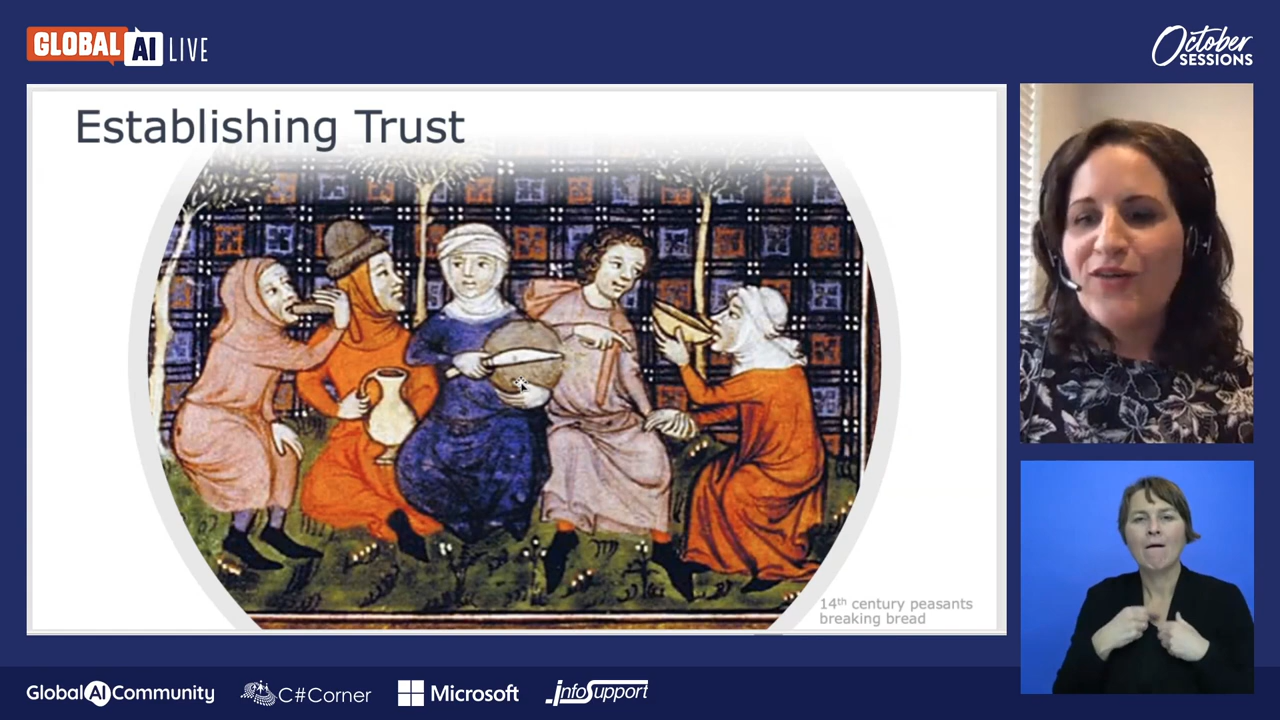 GLOBAL AI LIVE
October
SESSIONS
Establishing Trust
14th century peasants
breaking bread
Global AI Community
C#Corner
Microsoft
InfoSupport